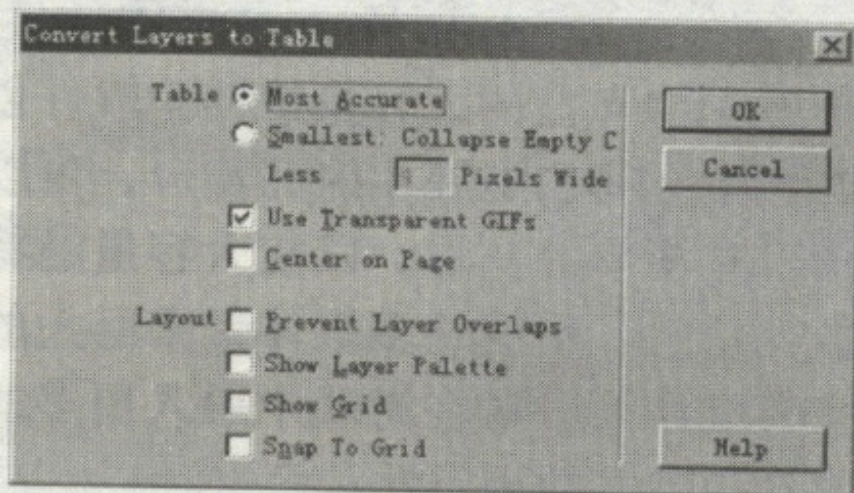 Convert Layers to Table
Table Most Accurate
Smallest: Collapse Empty C
Less Pixels Wide
Use Transparent GIFs
Center on Page
Layout Prevent Layer Overlaps
Show Layer Palette
Show Grid
Snap To Grid
OK
Cancel
Help